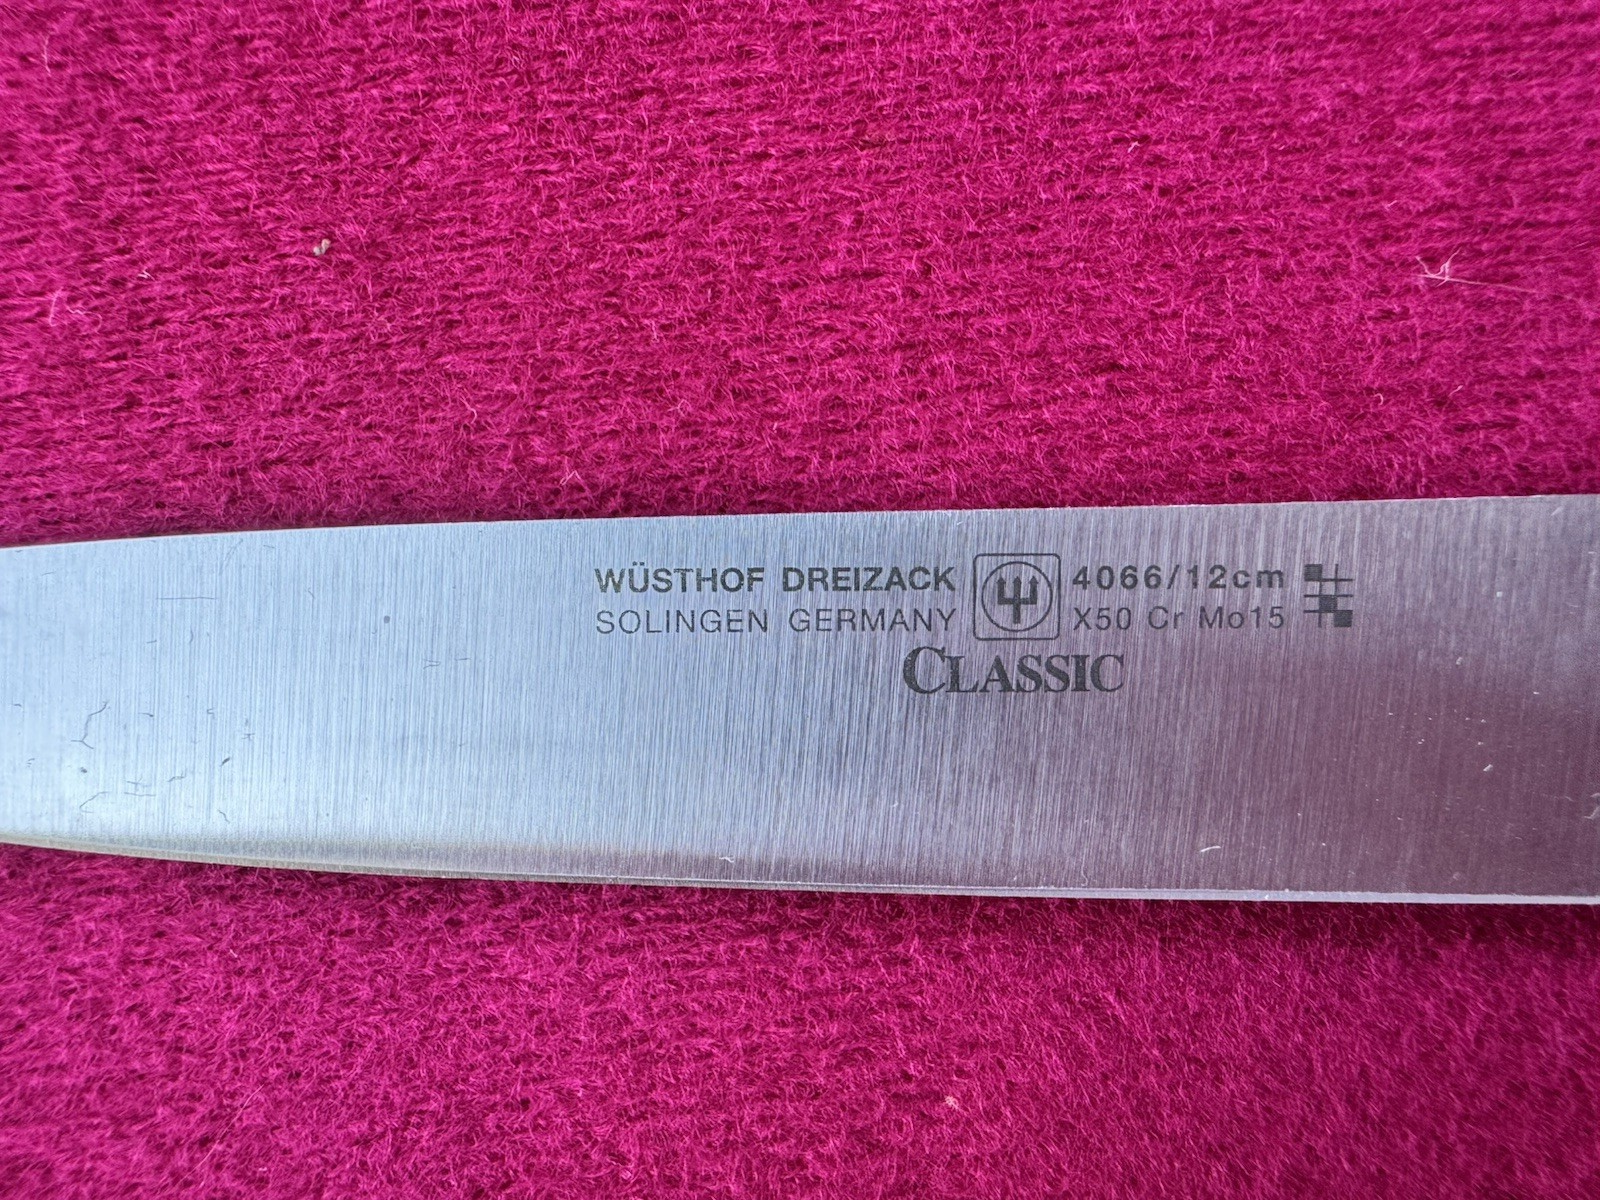 WÜSTHOF DREIZACK 4066/12cm
SOLINGEN GERMANY X50 Cr Mo15
CLASSIC